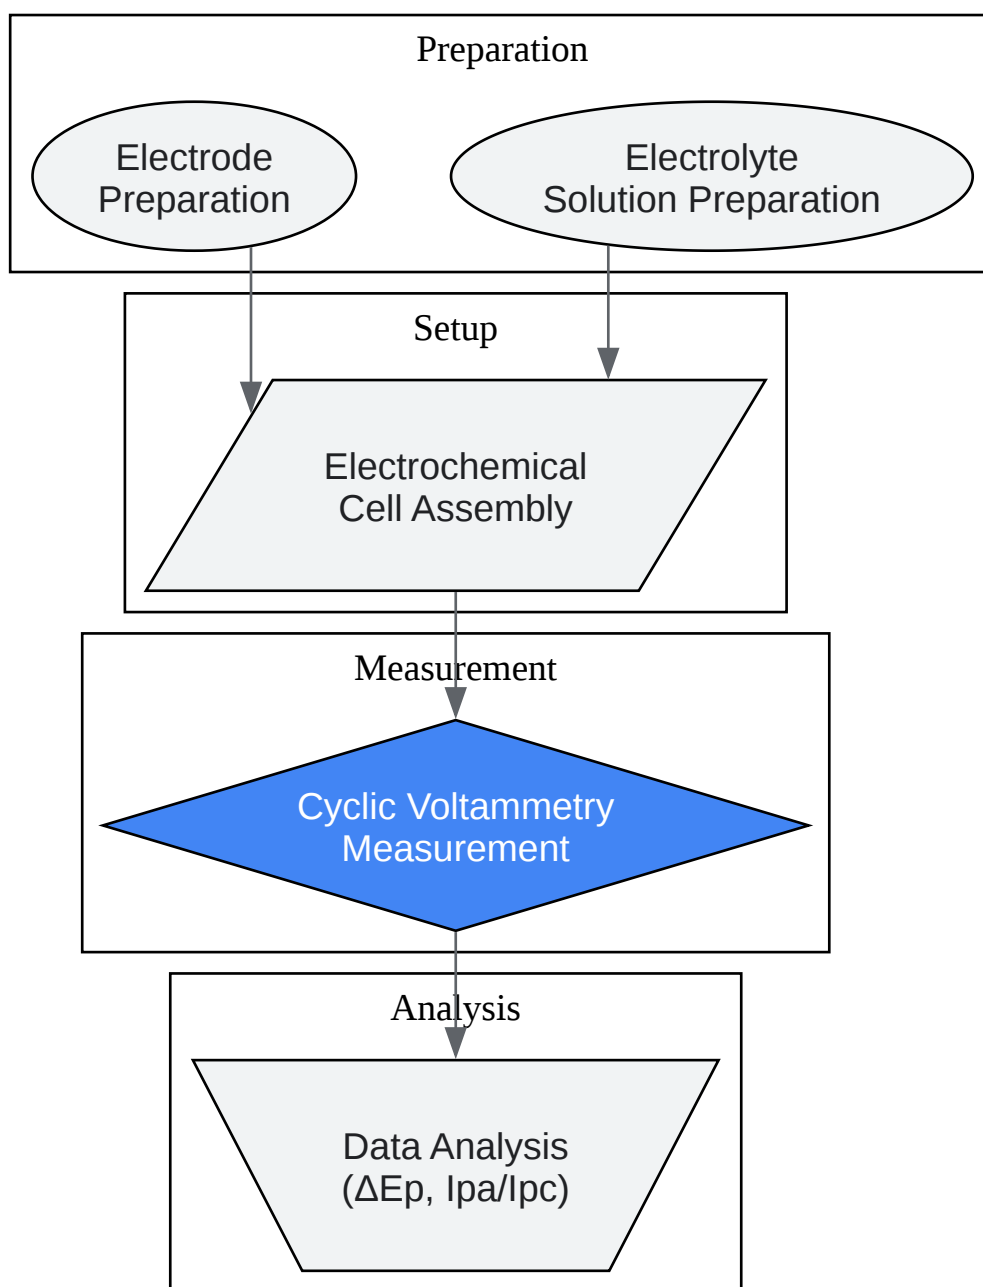 Preparation
Electrode
Preparation
Electrolyte
Solution Preparation
Setup
Electrochemical
Cell Assembly
Measurement
Cyclic Voltammetry
Measurement
Analysis
Data Analysis
(ΔEp, Ipa/Ipc)